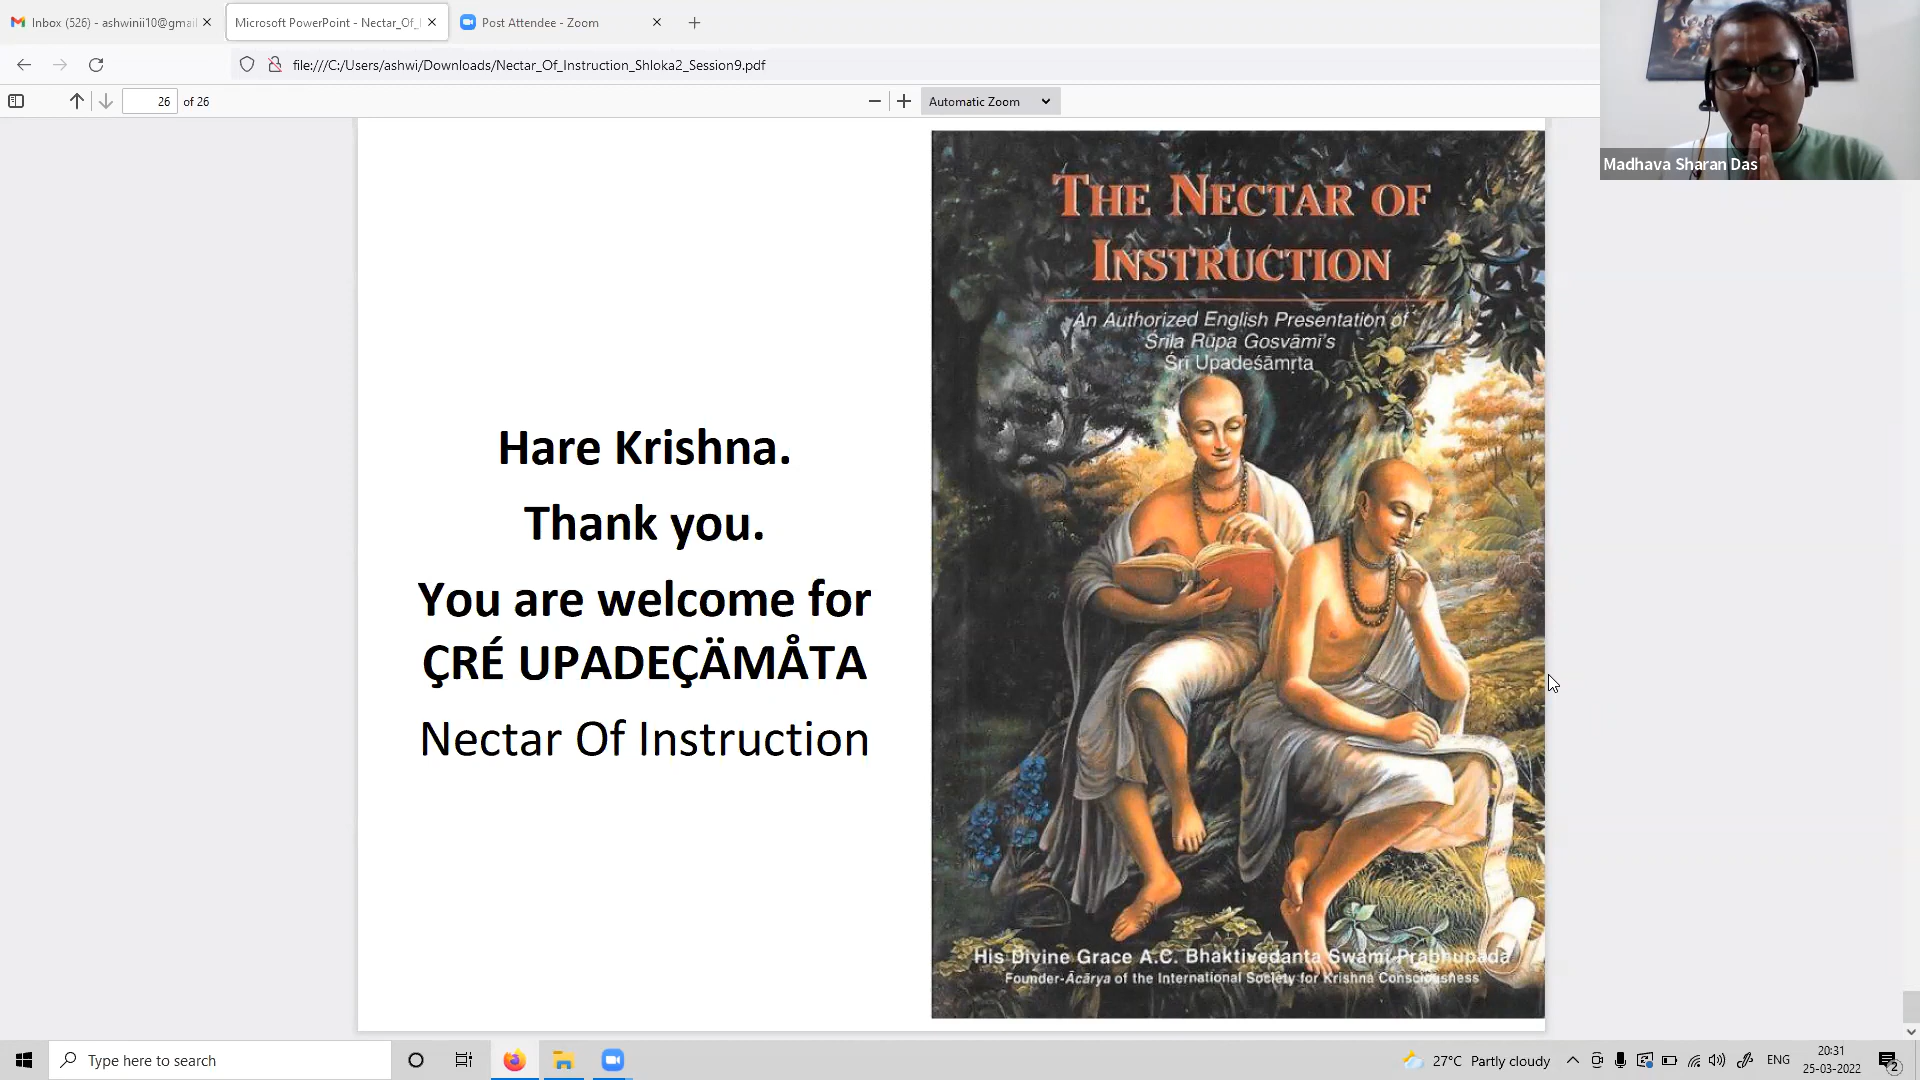 Inbox (526) - ashwinii10@gmai
Microsoft PowerPoint - Nectar_Of_I
Post Attendee - Zoom
file:///C:/Users/ashwi/Downloads/Nectar_Of_Instruction_Shloka2_Session9.pdf
26 of 26
Automatic Zoom
Madhava Sharan Das
Hare Krishna.
Thank you.
You are welcome for
ÇRÉ UPADEÇÄMÅTA
Nectar Of Instruction
THE NECTAR OF
INSTRUCTION
An Authorized English Presentation of
Śrīla Rūpa Gosvāmī's
Śrī Upadeśāmṛta
His Divine Grace A.C. Bhaktivedanta Swami Prabhupāda
Founder-Ācārya of the International Society for Krishna Consciousness
Type here to search
27°C Partly cloudy
ENG
20:31
25-03-2022
2